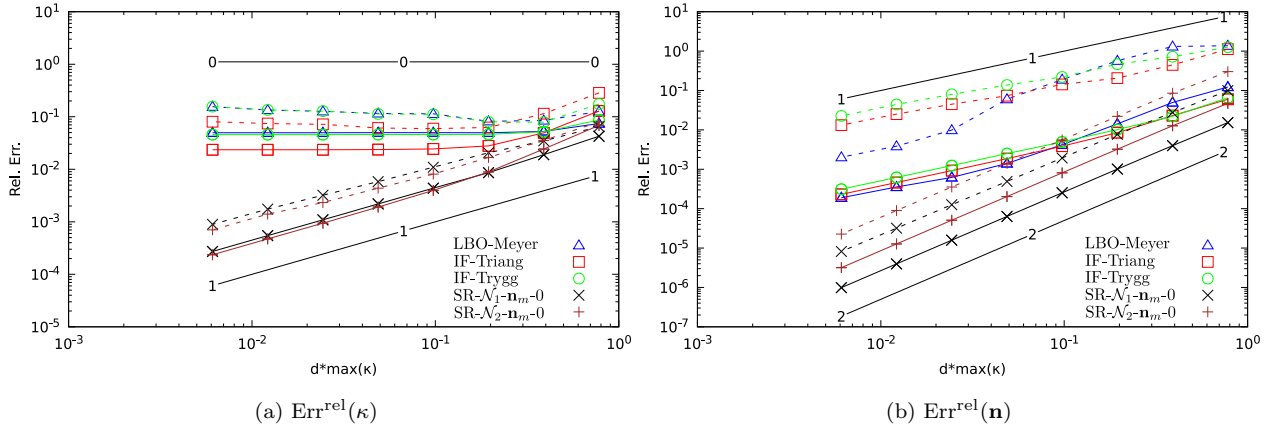 10^1
10^0
10^-1
10^-2
10^-3
10^-4
10^-5
Rel. Err.
0 0 0
1
1
1
LBO-Meyer
IF-Triang
IF-Trygg
SR-𝒩₁-𝐧ₘ-0
SR-𝒩₂-𝐧ₘ-0
10^-3 10^-2 10^-1 10^0
d*max(κ)
(a) Err^rel(κ)
10^1
10^0
10^-1
10^-2
10^-3
10^-4
10^-5
10^-6
10^-7
Rel. Err.
1
1
1
2
2
2
LBO-Meyer
IF-Triang
IF-Trygg
SR-𝒩₁-𝐧ₘ-0
SR-𝒩₂-𝐧ₘ-0
10^-3 10^-2 10^-1 10^0
d*max(κ)
(b) Err^rel(𝐧)